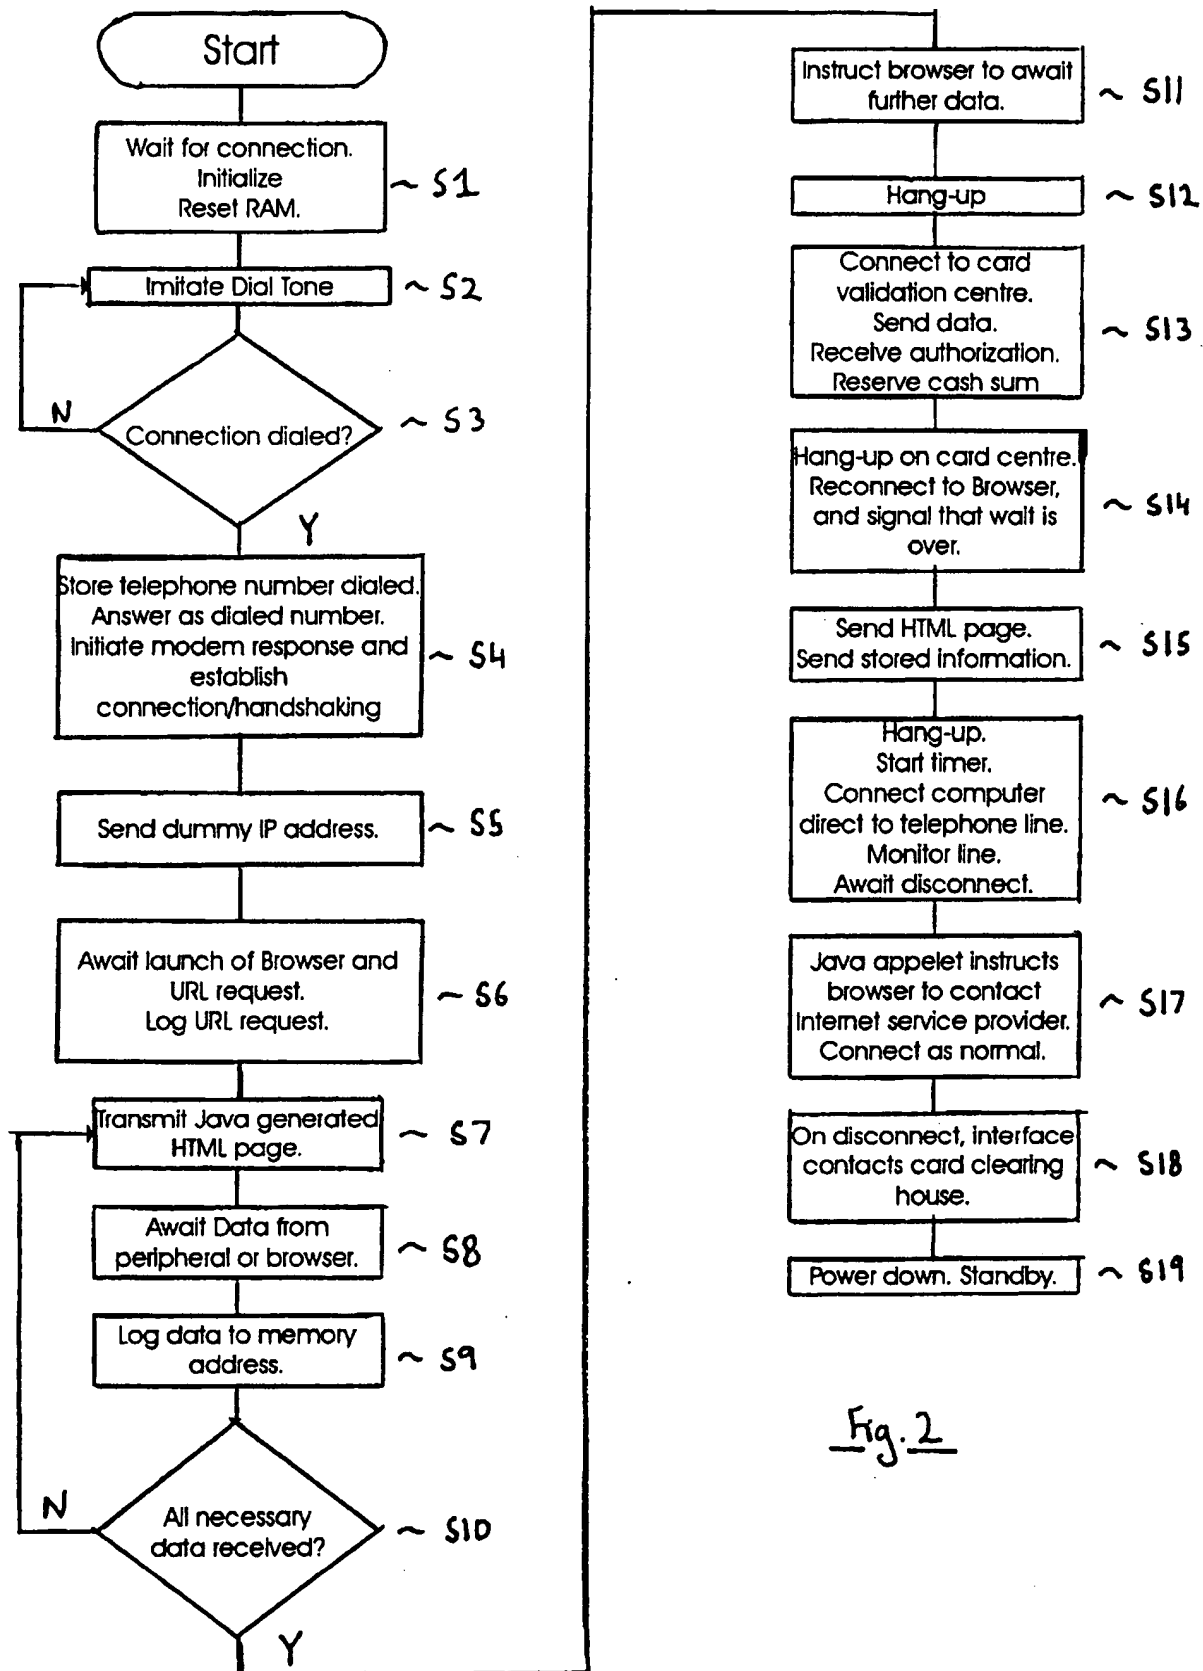 Start
Wait for connection.
Initialize
Reset RAM.
~ S1
Imitate Dial Tone
~ S2
Connection dialed?
~ S3
N
Y
Store telephone number dialed.
Answer as dialed number.
Initiate modem response and
establish
connection/handshaking
~ S4
Send dummy IP address.
~ S5
Await launch of Browser and
URL request.
Log URL request.
~ S6
Transmit Java generated
HTML page.
~ S7
Await Data from
peripheral or browser.
~ S8
Log data to memory
address.
~ S9
All necessary
data received?
~ S10
N
Y
Instruct browser to await
further data.
~ S11
Hang-up
~ S12
Connect to card
validation centre.
Send data.
Receive authorization.
Reserve cash sum
~ S13
Hang-up on card centre.
Reconnect to Browser,
and signal that wait is
over.
~ S14
Send HTML page.
Send stored information.
~ S15
Hang-up.
Start timer.
Connect computer
direct to telephone line.
Monitor line.
Await disconnect.
~ S16
Java appelet instructs
browser to contact
Internet service provider.
Connect as normal.
~ S17
On disconnect, interface
contacts card clearing
house.
~ S18
Power down. Standby.
~ S19
Fig. 2